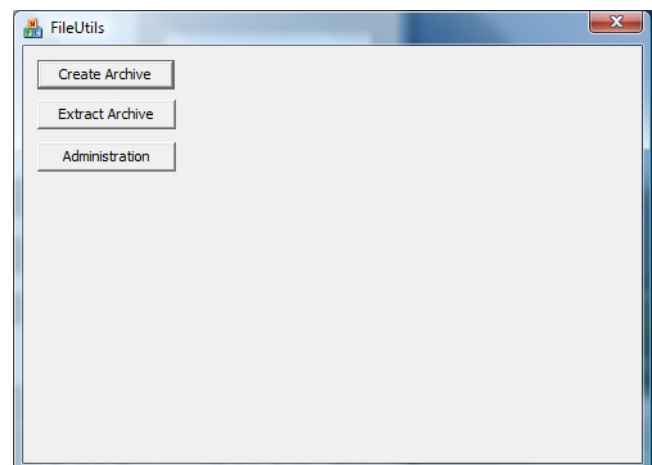 FileUtils
Create Archive
Extract Archive
Administration